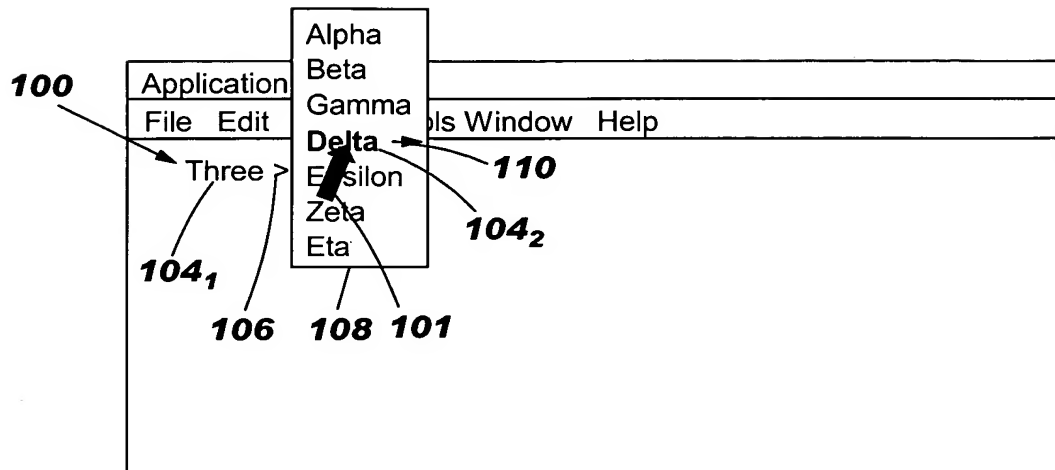 Alpha
Beta
Gamma
Delta
Epsilon
Zeta
Eta
Application
File Edit ols Window Help
Three >
100
110
104₂
104₁
106
108
101